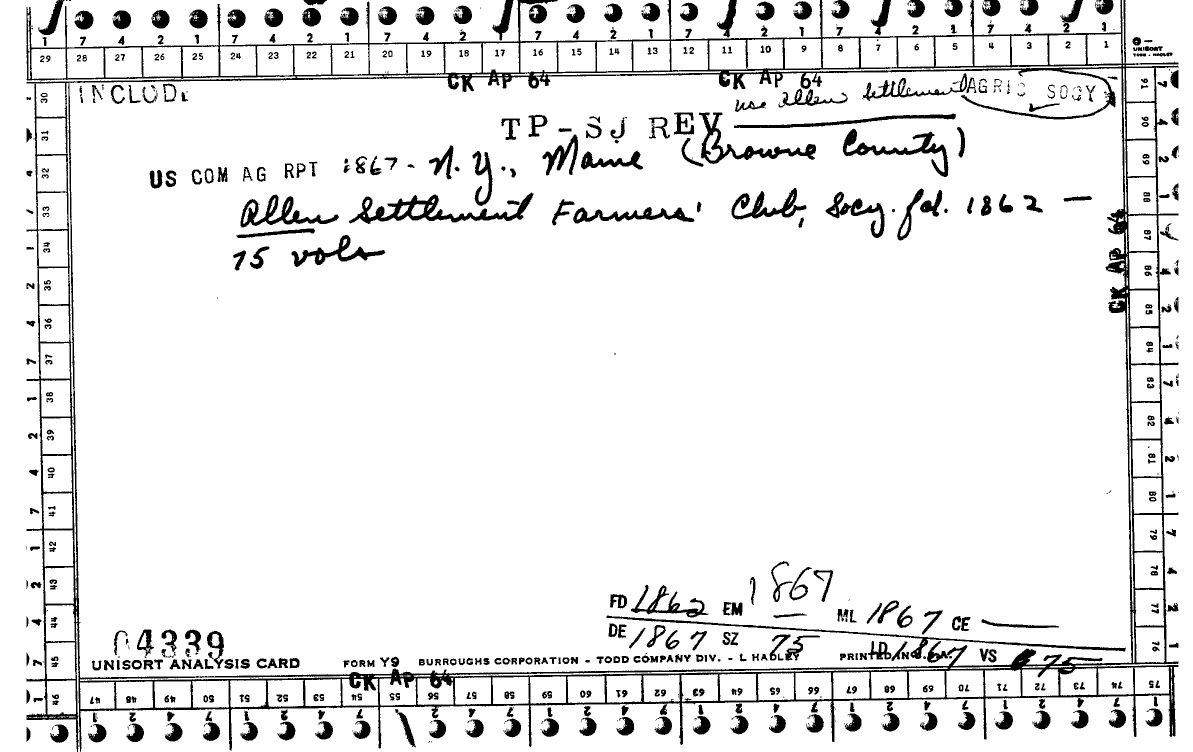 1 7 4 2 1 7 4 2 1 7 4 2 1 7 4 2 1 7 4 2 1 7 4 2 1 7 4 2 1
29 28 27 26 25 24 23 22 21 20 19 18 17 16 15 14 13 12 11 10 9 8 7 6 5 4 3 2 1
UNISORT
TODD - HADLEY
CK AP 64 CK AP 64
INCLUDE
use Allen Settlement AGRIC SOCY
TP-SJ REV
US COM AG RPT 1867 - N.Y., Maine (Browne County)
Allen Settlement Farmers' Club, Socy. fd. 1862 —
75 vols
CK AP 64
30 31 32 33 34 35 36 37 38 39 40 41 42 43 44 45 46
91 90 89 88 87 86 85 84 83 82 81 80 79 78 77 76
FD 1862 EM 1867 ML 1867 CE —
DE 1867 SZ 75 1867 VS 75
04339
UNISORT ANALYSIS CARD FORM Y9 BURROUGHS CORPORATION - TODD COMPANY DIV. - L HADLEY PRINTED IN
CK AP 64
47 48 49 50 51 52 53 54 55 56 57 58 59 60 61 62 63 64 65 66 67 68 69 70 71 72 73 74 75